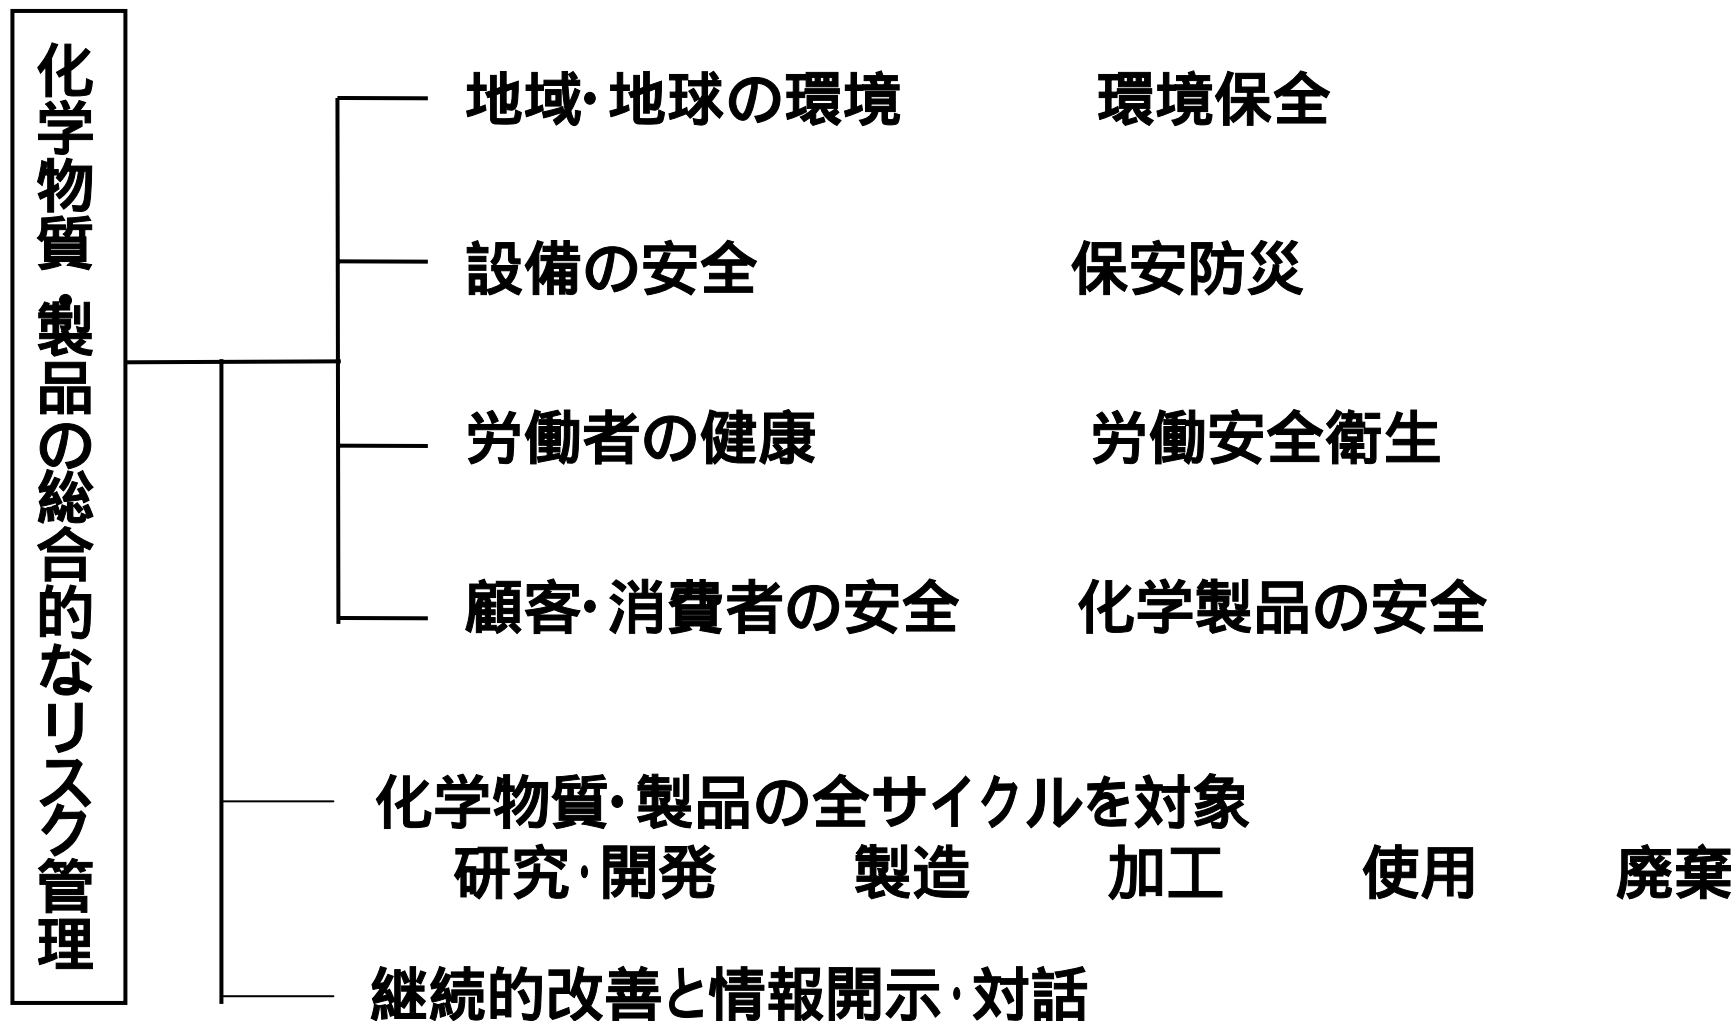 化学物質・製品の総合的なリスク管理
地域・地球の環境 環境保全
設備の安全 保安防災
労働者の健康 労働安全衛生
顧客・消費者の安全 化学製品の安全
化学物質・製品の全サイクルを対象
研究・開発 製造 加工 使用 廃棄
継続的改善と情報開示・対話